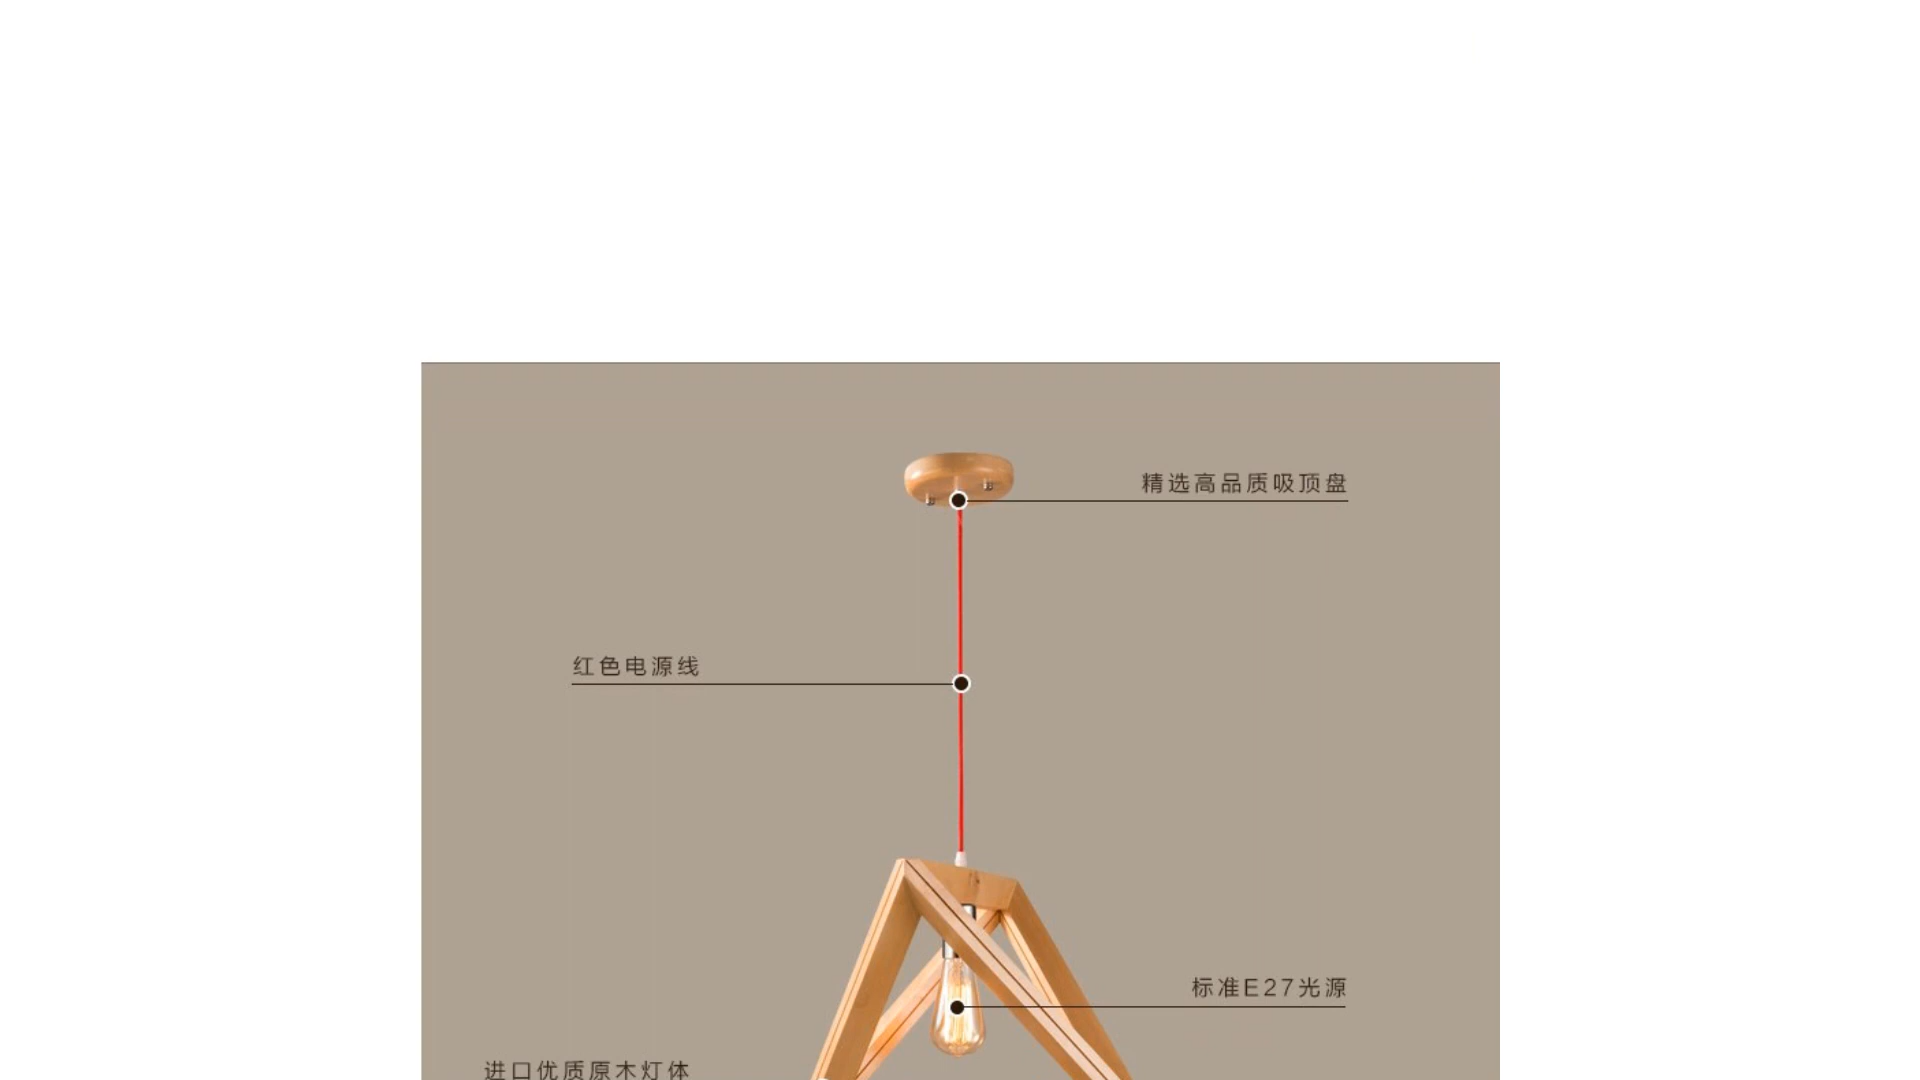 精选高品质吸顶盘
红色电源线
标准E27光源
进口优质原木灯体